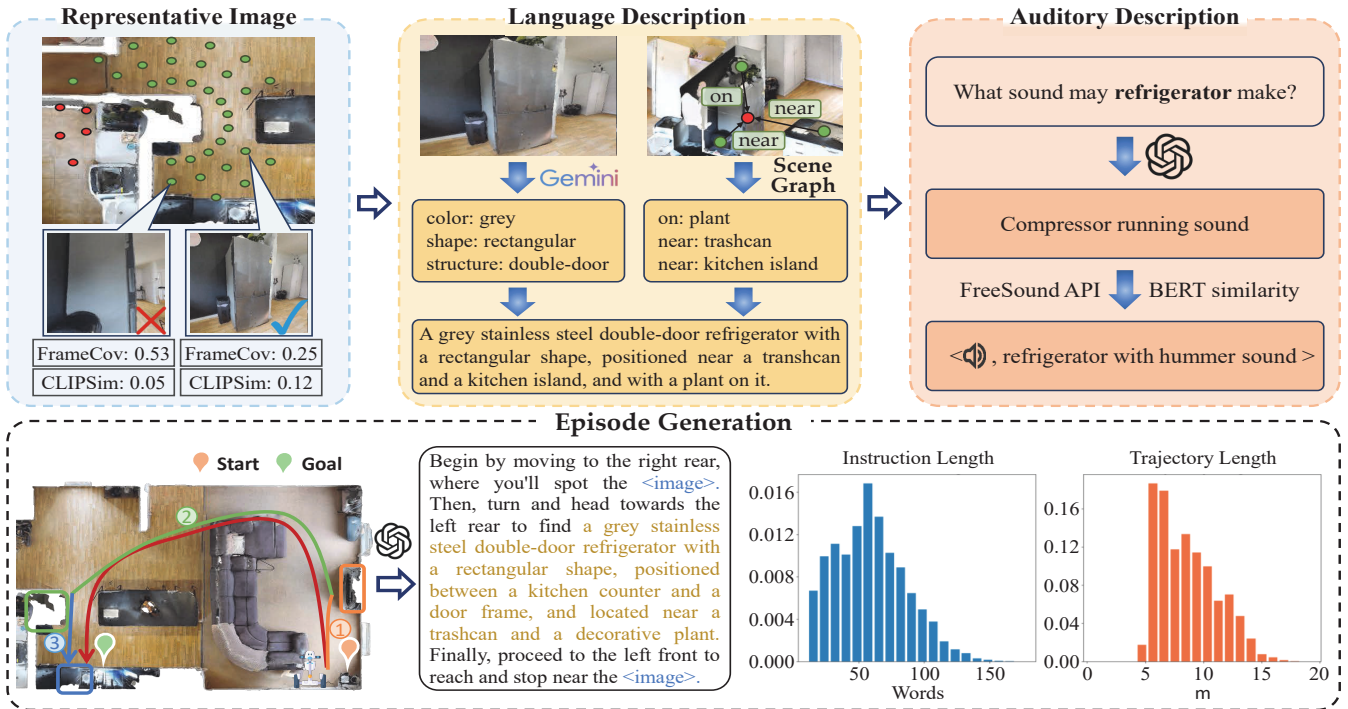 Representative Image
FrameCov: 0.53
CLIPSim: 0.05
FrameCov: 0.25
CLIPSim: 0.12
Language Description
on
near
near
Gemini
Scene
Graph
color: grey
shape: rectangular
structure: double-door
on: plant
near: trashcan
near: kitchen island
A grey stainless steel double-door refrigerator with
a rectangular shape, positioned near a transhcan
and a kitchen island, and with a plant on it.
Auditory Description
What sound may refrigerator make?
Compressor running sound
FreeSound API
BERT similarity
< , refrigerator with hummer sound >
Episode Generation
Start
Goal
1
2
3
Begin by moving to the right rear,
where you'll spot the <image>.
Then, turn and head towards the
left rear to find a grey stainless
steel double-door refrigerator with
a rectangular shape, positioned
between a kitchen counter and a
door frame, and located near a
trashcan and a decorative plant.
Finally, proceed to the left front to
reach and stop near the <image>.
Instruction Length
0.016
0.012
0.008
0.004
0.000
50
100
150
Words
Trajectory Length
0.16
0.12
0.08
0.04
0.00
0
5
10
15
20
m